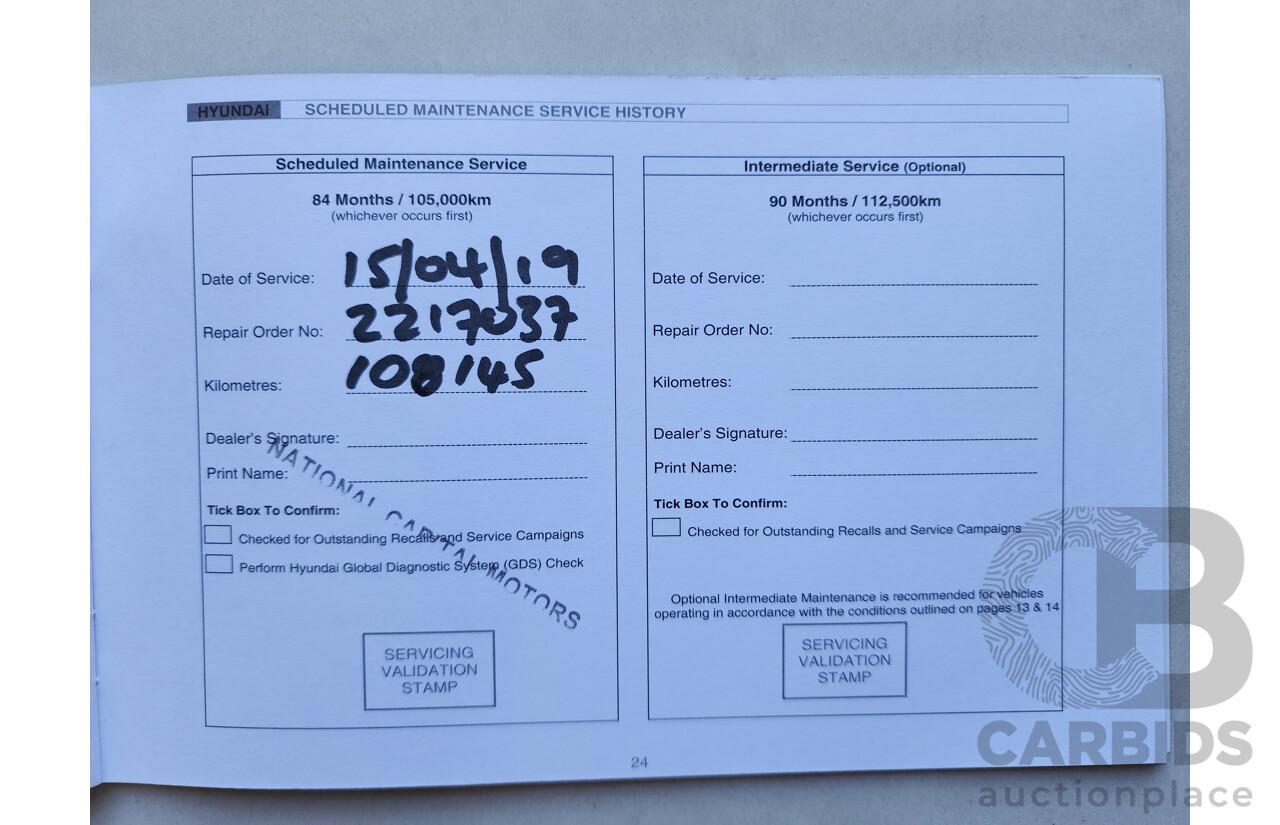 HYUNDAI SCHEDULED MAINTENANCE SERVICE HISTORY
Scheduled Maintenance Service
84 Months / 105,000km
(whichever occurs first)
Date of Service: 15/04/19
Repair Order No: 2217037
Kilometres: 108145
Dealer's Signature:
Print Name:
NATIONAL CAPITAL MOTORS
Tick Box To Confirm:
Checked for Outstanding Recalls and Service Campaigns
Perform Hyundai Global Diagnostic System (GDS) Check
SERVICING
VALIDATION
STAMP
Intermediate Service (Optional)
90 Months / 112,500km
(whichever occurs first)
Date of Service:
Repair Order No:
Kilometres:
Dealer's Signature:
Print Name:
Tick Box To Confirm:
Checked for Outstanding Recalls and Service Campaigns
Optional Intermediate Maintenance is recommended for vehicles
operating in accordance with the conditions outlined on pages 13 & 14
SERVICING
VALIDATION
STAMP
24
CB
CARBIDS
auctionplace